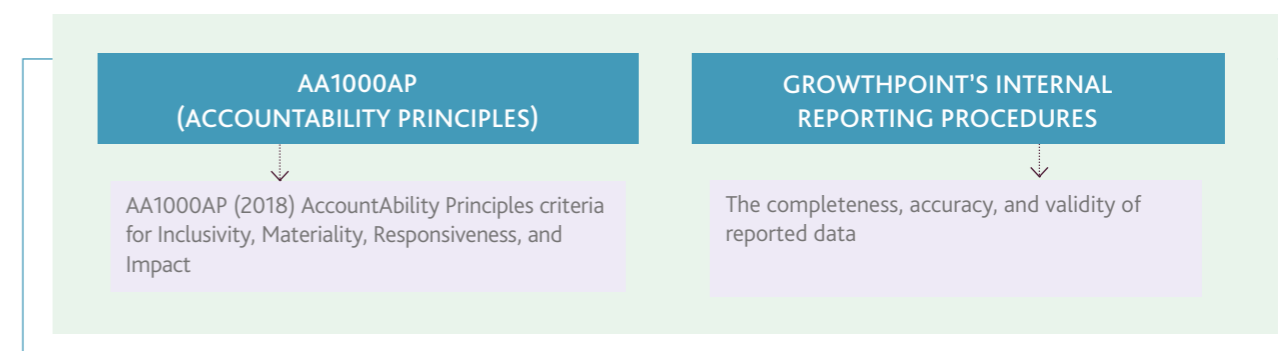 AA1000AP
(ACCOUNTABILITY PRINCIPLES)
AA1000AP (2018) AccountAbility Principles criteria
for Inclusivity, Materiality, Responsiveness, and
Impact
GROWTHPOINT'S INTERNAL
REPORTING PROCEDURES
The completeness, accuracy, and validity of
reported data